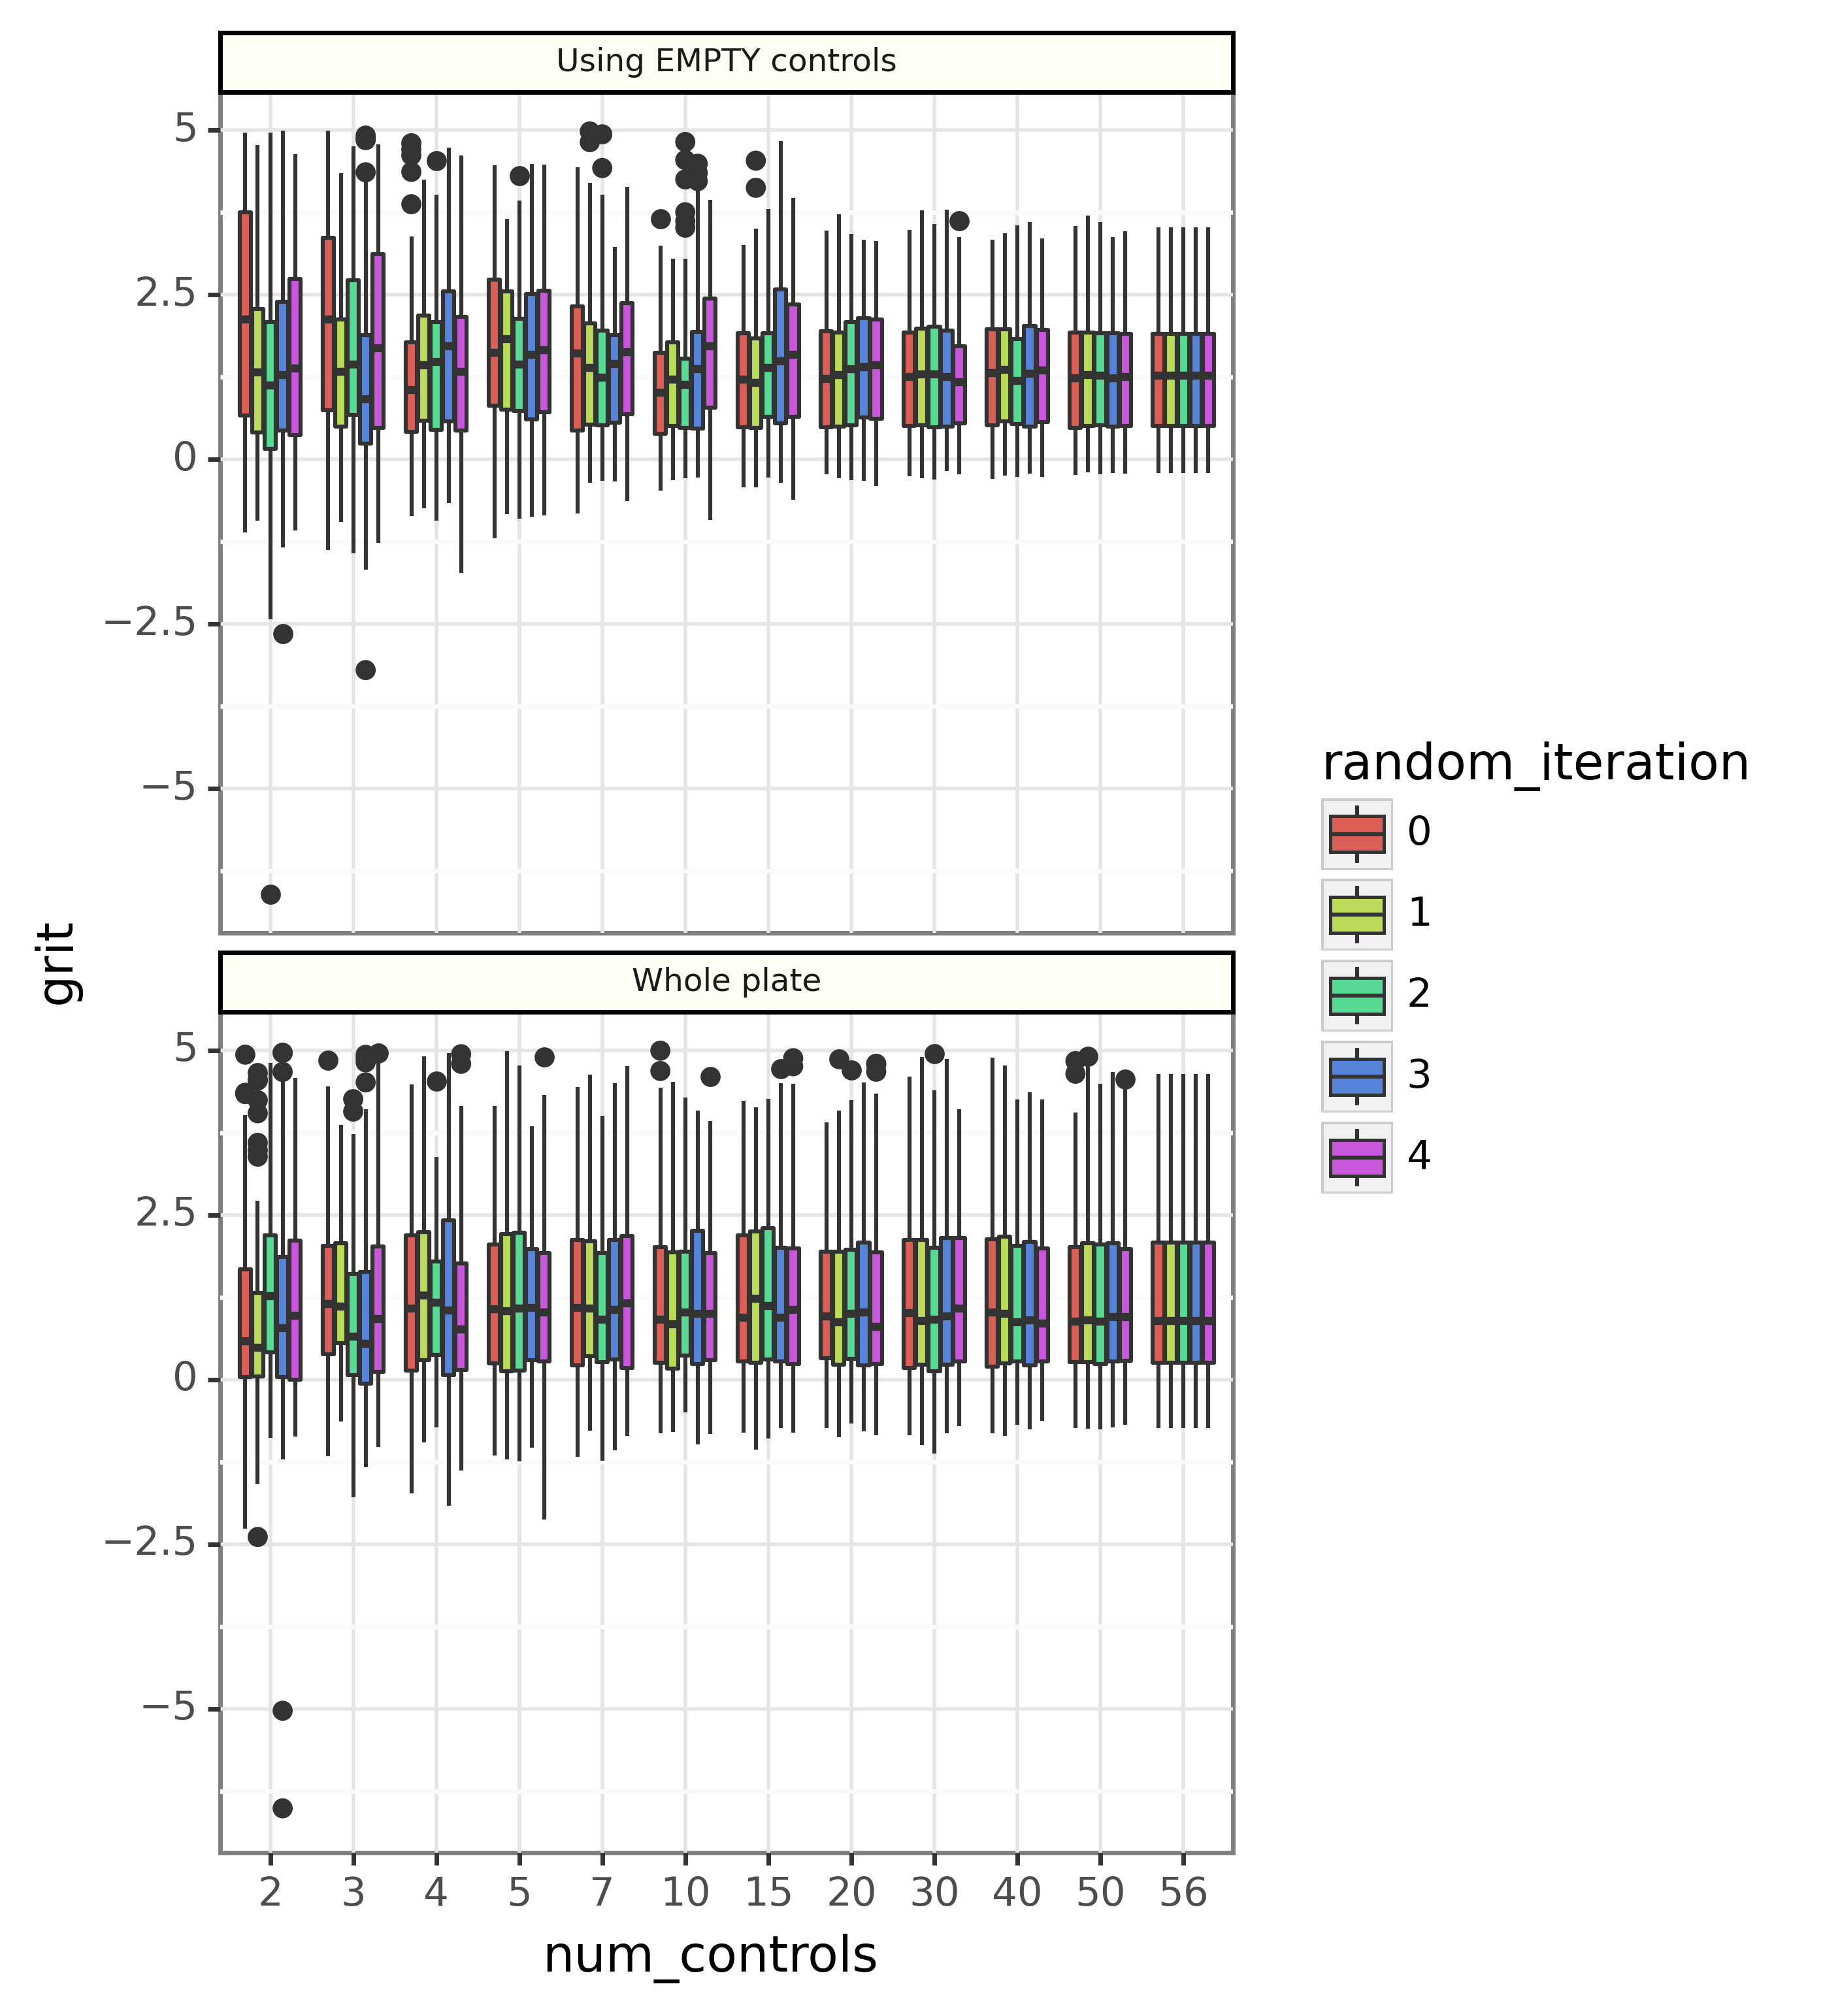 Using EMPTY controls
5
2.5
0
−2.5
−5
Whole plate
5
2.5
0
−2.5
−5
grit
2 3 4 5 7 10 15 20 30 40 50 56
num_controls
random_iteration
0
1
2
3
4